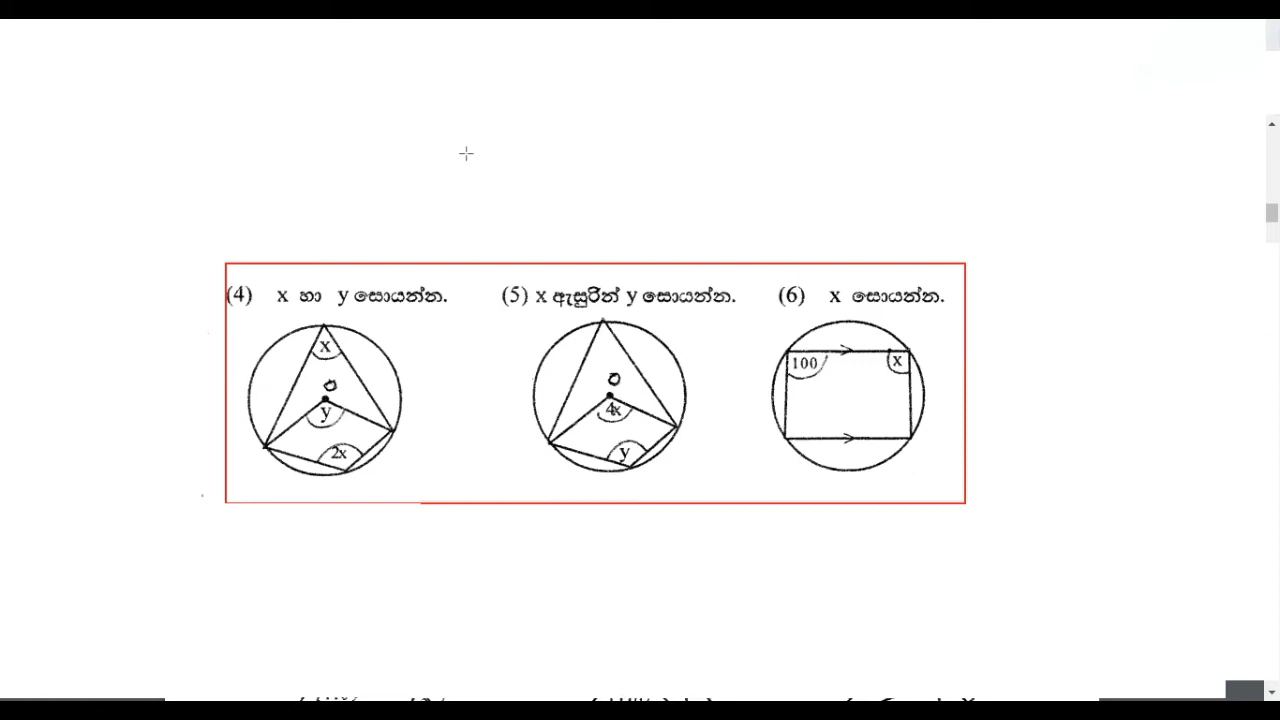 (4) x හා y සොයන්න.
(5) x ඇසුරින් y සොයන්න.
(6) x සොයන්න.
x
O
y
2x
O
4x
y
100
x